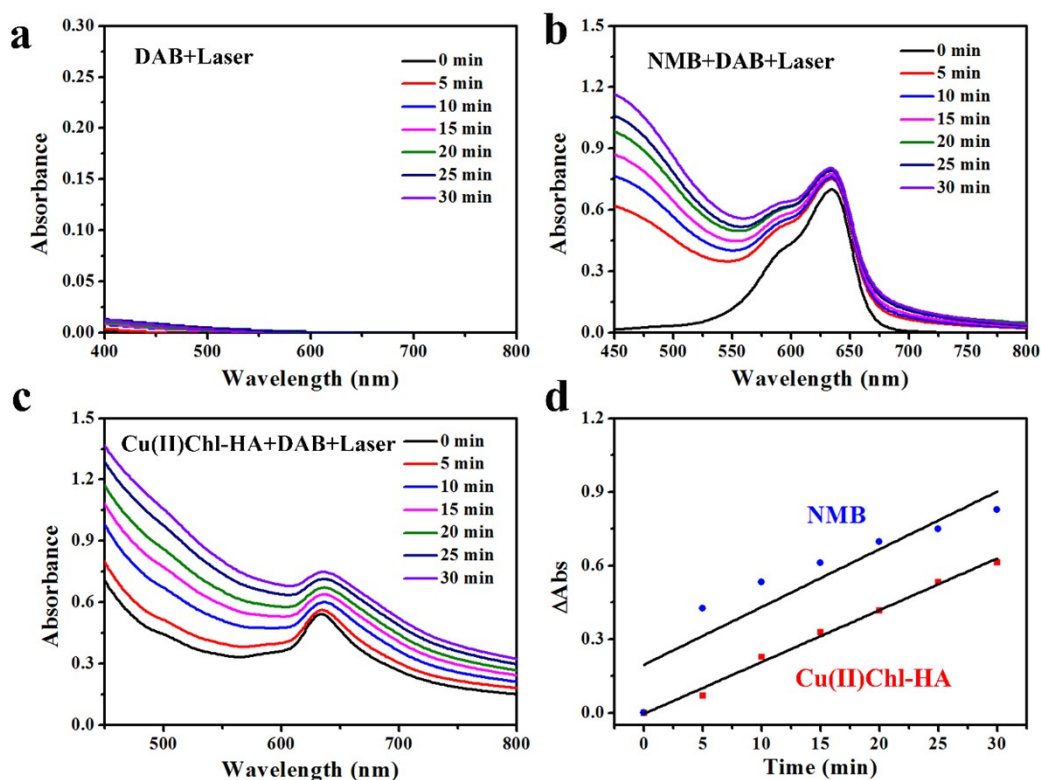 a
DAB+Laser
0.30
0.25
0.20
0.15
0.10
0.05
0.00
Absorbance
0 min
5 min
10 min
15 min
20 min
25 min
30 min
400 500 600 700 800
Wavelength (nm)
b
NMB+DAB+Laser
1.5
1.2
0.9
0.6
0.3
0.0
Absorbance
0 min
5 min
10 min
15 min
20 min
25 min
30 min
450 500 550 600 650 700 750 800
Wavelength (nm)
c
Cu(II)Chl-HA+DAB+Laser
1.5
1.2
0.9
0.6
0.3
0.0
Absorbance
0 min
5 min
10 min
15 min
20 min
25 min
30 min
500 600 700 800
Wavelength (nm)
d
1.2
0.9
0.6
0.3
0.0
ΔAbs
NMB
Cu(II)Chl-HA
0 5 10 15 20 25 30
Time (min)